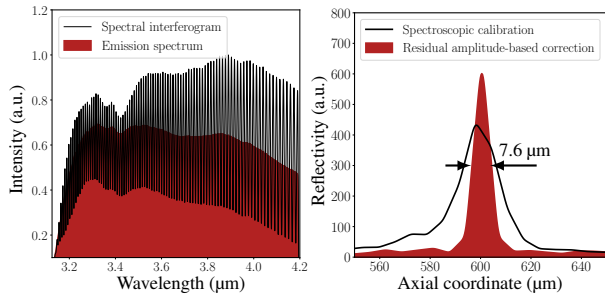 Spectral interferogram
Emission spectrum
Intensity (a.u.)
1.2
1.0
0.8
0.6
0.4
0.2
3.2 3.4 3.6 3.8 4.0 4.2
Wavelength (μm)
Spectroscopic calibration
Residual amplitude-based correction
7.6 μm
Reflectivity (a.u.)
800
700
600
500
400
300
200
100
0
560 580 600 620 640
Axial coordinate (μm)